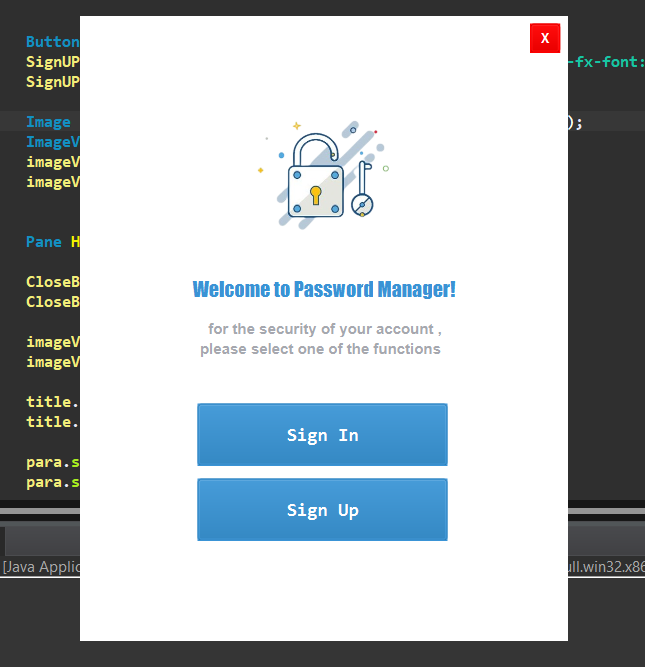 Button
SignUP
-fx-font:
SignUP
Image
);
ImageV
imageV
imageV
Pane H
CloseB
CloseB
imageV
imageV
title.
title.
para.s
para.s
[Java Applic
ull.win32.x86
X
Welcome to Password Manager!
for the security of your account ,
please select one of the functions
Sign In
Sign Up